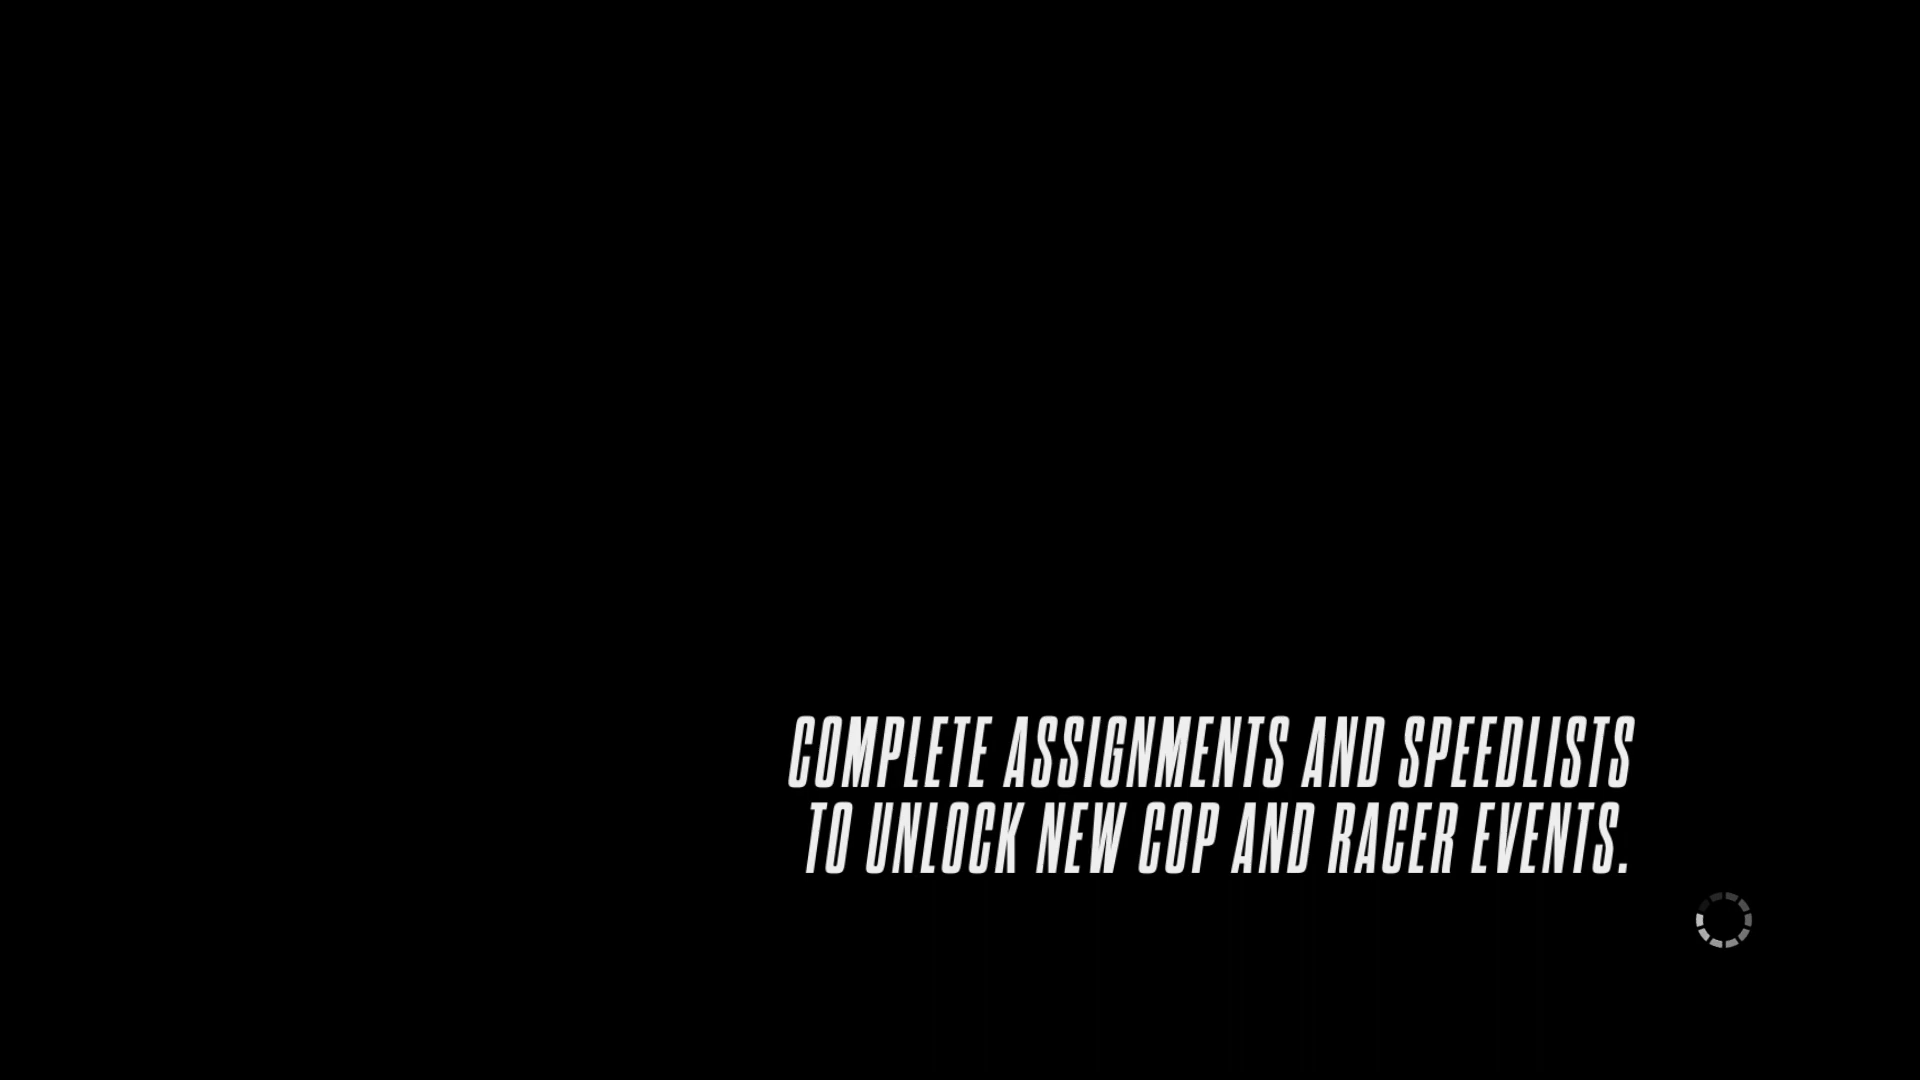 COMPLETE ASSIGNMENTS AND SPEEDLISTS
TO UNLOCK NEW COP AND RACER EVENTS.